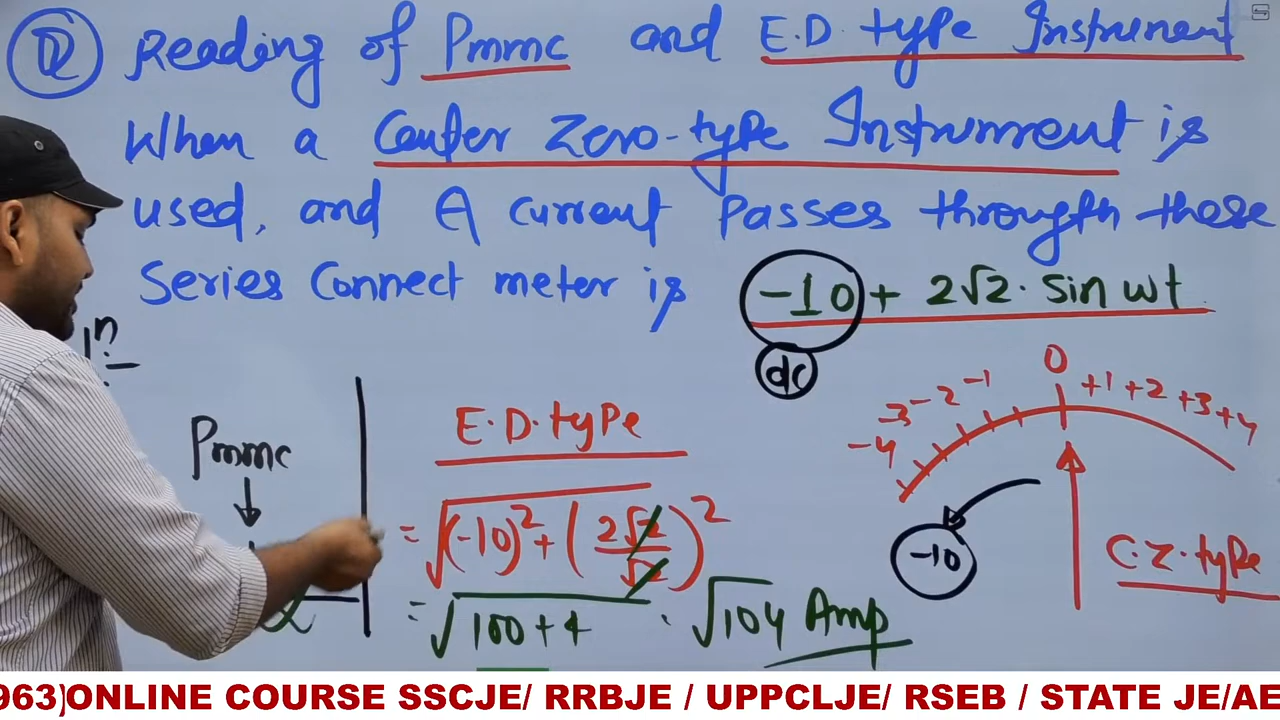 Q Reading of Pmmc and E.D. type Instrument
When a Center Zero-type Instrument is
used, and A current Passes through these
Series Connect meter is -10 + 2√2. Sin wt
dc
n
Pmmc
E.D. type
= √(-10)² + (2√2/√2)²
= √100+4 . √104 Amp
-4 -3 -2 -1 0 +1 +2 +3 +4
-10
C.Z. type
963) ONLINE COURSE SSCJE/ RRBJE / UPPCLJE/ RSEB / STATE JE/AE